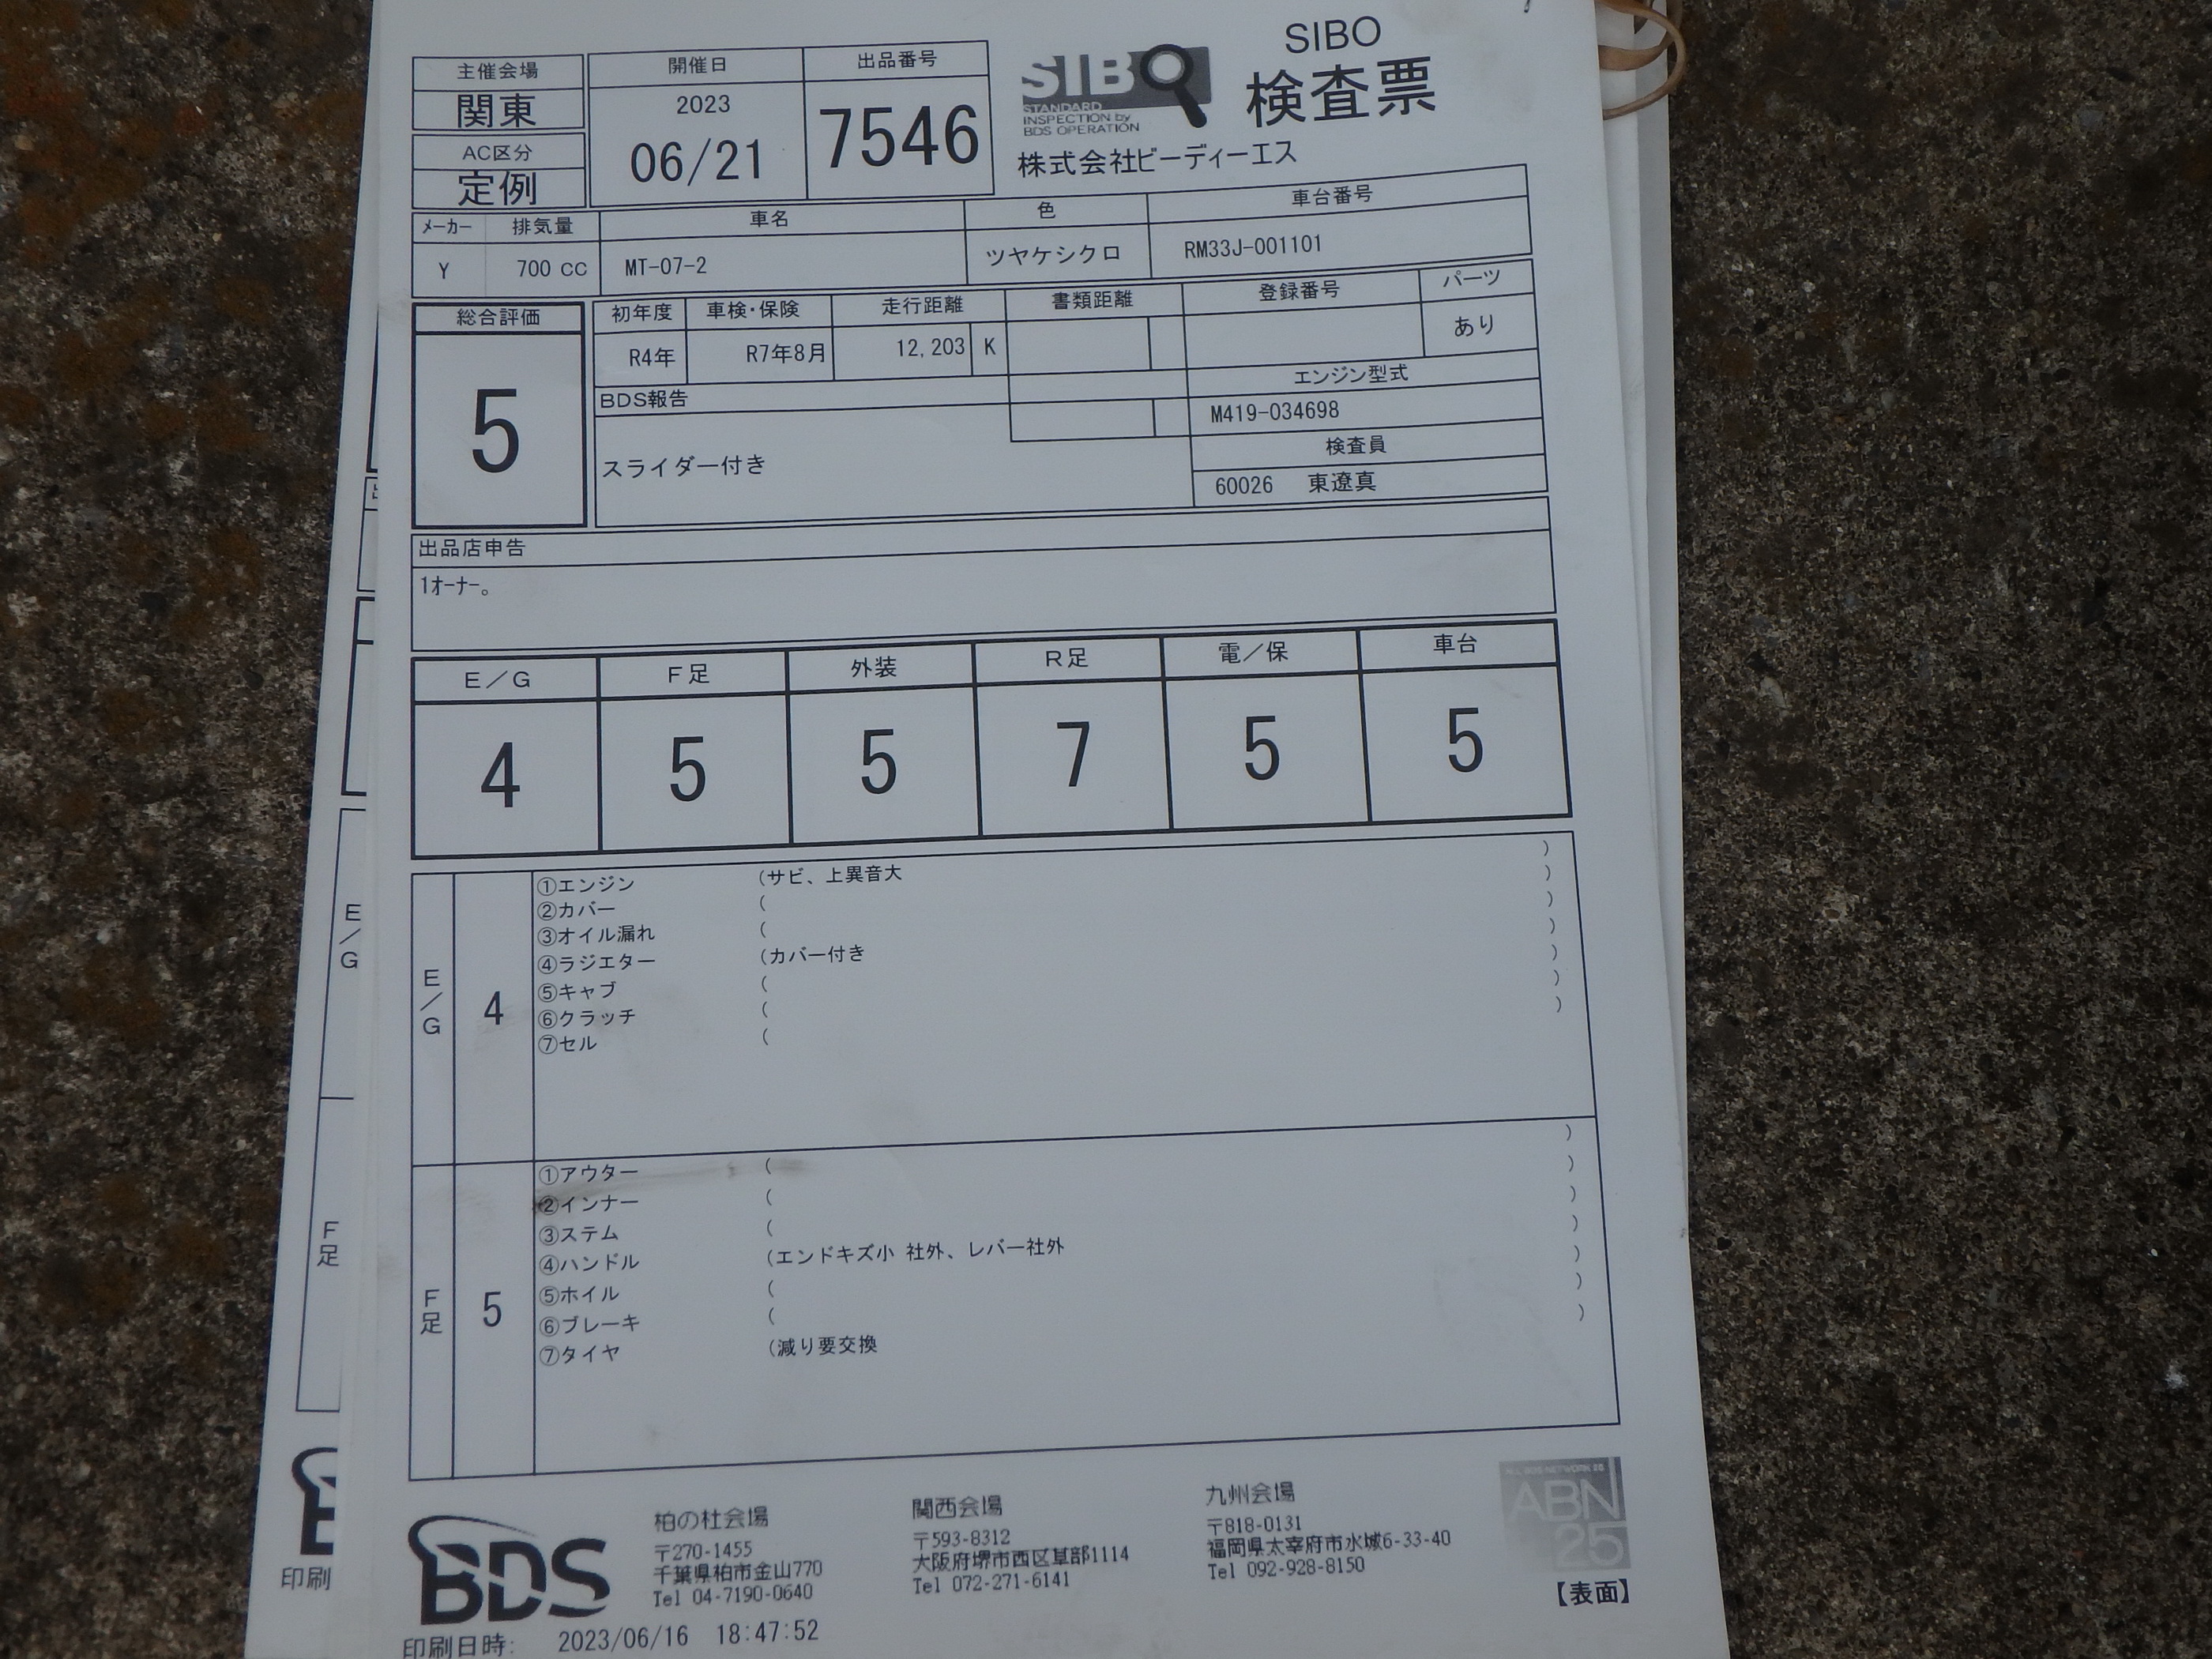 主催会場
関東
AC区分
定例
開催日
2023
06/21
出品番号
7546
SIBO
STANDARD
INSPECTION by
BDS OPERATION
SIBO
検査票
株式会社ビーディーエス
メーカー 排気量 車名 色 車台番号
Y 700 CC MT-07-2 ツヤケシクロ RM33J-001101
総合評価
5
初年度 車検・保険 走行距離 書類距離 登録番号 パーツ
R4年 R7年8月 12,203 K あり
BDS報告
スライダー付き
エンジン型式
M419-034698
検査員
60026 東遼真
出品店申告
1オーナー。
E/G F足 外装 R足 電/保 車台
4 5 5 7 5 5
E/G
4
①エンジン (サビ、上異音大 )
②カバー ( )
③オイル漏れ ( )
④ラジエター (カバー付き )
⑤キャブ ( )
⑥クラッチ ( )
⑦セル ( )
F足
5
①アウター ( )
②インナー ( )
③ステム ( )
④ハンドル (エンドキズ小 社外、レバー社外 )
⑤ホイル ( )
⑥ブレーキ ( )
⑦タイヤ (減り要交換 )
BDS
柏の杜会場
〒270-1455
千葉県柏市金山770
Tel 04-7190-0640
関西会場
〒593-8312
大阪府堺市西区草部1114
Tel 072-271-6141
九州会場
〒818-0131
福岡県太宰府市水城6-33-40
Tel 092-928-8150
ALL BDS NETWORK 25
ABN
25
【表面】
印刷日時: 2023/06/16 18:47:52
E/G
F足
印刷